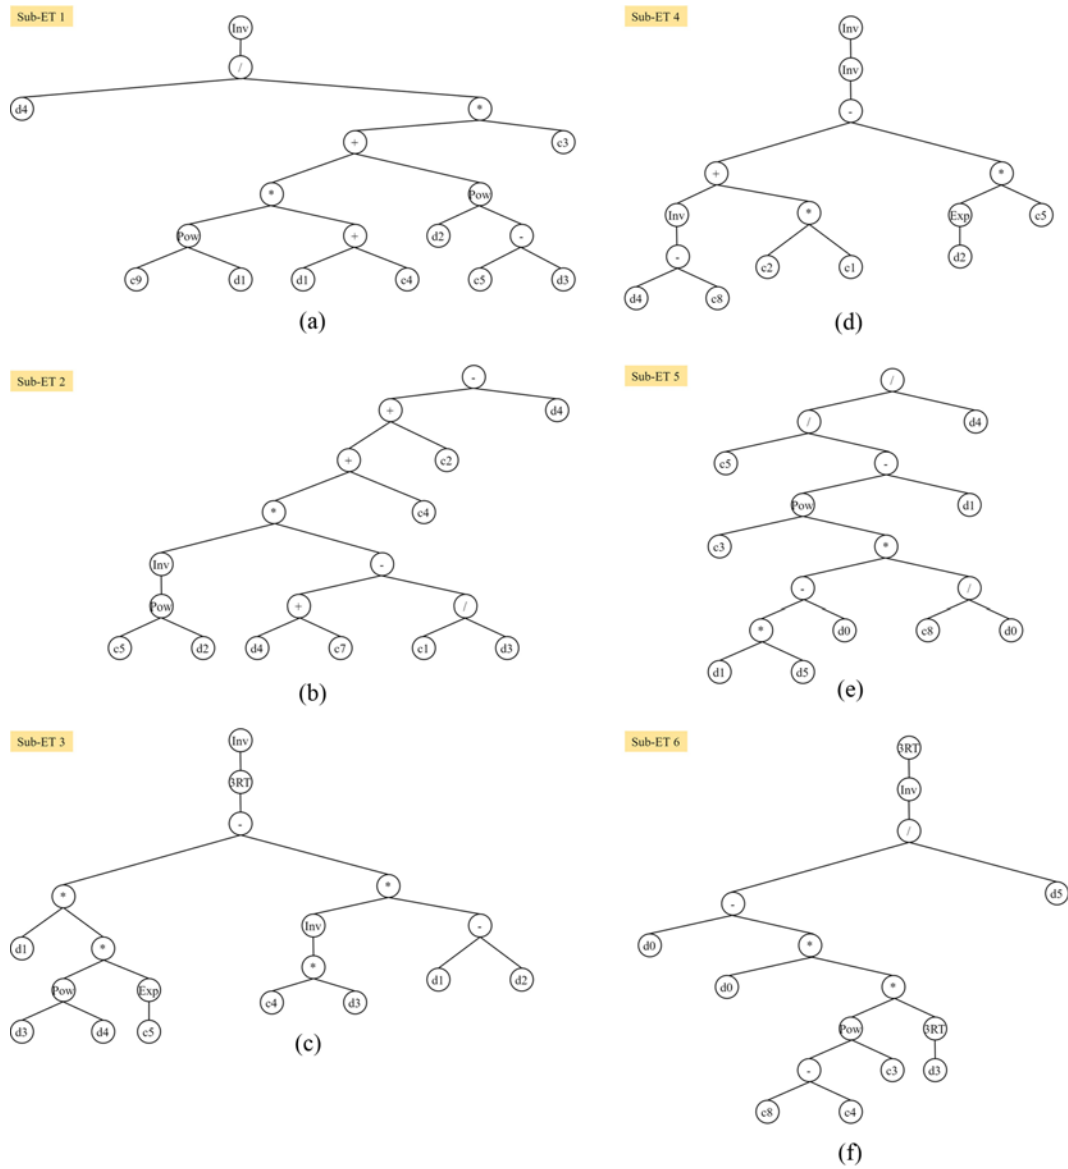 Sub-ET 1
Inv
/
d4
*
+
c3
*
Pow
Pow
+
d2
-
c9
d1
d1
c4
c5
d3
(a)
Sub-ET 4
Inv
Inv
-
+
*
Inv
*
Exp
c5
-
c2
c1
d2
d4
c8
(d)
Sub-ET 2
-
+
d4
+
c2
*
c4
Inv
-
Pow
+
/
c5
d2
d4
c7
c1
d3
(b)
Sub-ET 5
/
/
d4
c5
-
Pow
d1
c3
*
-
/
*
d0
c8
d0
d1
d5
(e)
Sub-ET 3
Inv
3RT
-
*
*
d1
*
Inv
-
Pow
Exp
*
d1
d2
d3
d4
c5
c4
d3
(c)
Sub-ET 6
3RT
Inv
/
-
d5
d0
*
d0
*
Pow
3RT
-
c3
d3
c8
c4
(f)